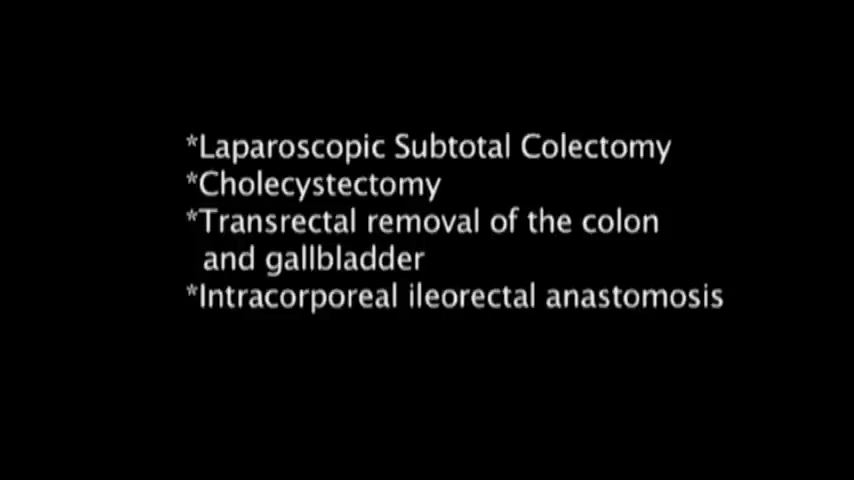 *Laparoscopic Subtotal Colectomy
*Cholecystectomy
*Transrectal removal of the colon
and gallbladder
*Intracorporeal ileorectal anastomosis